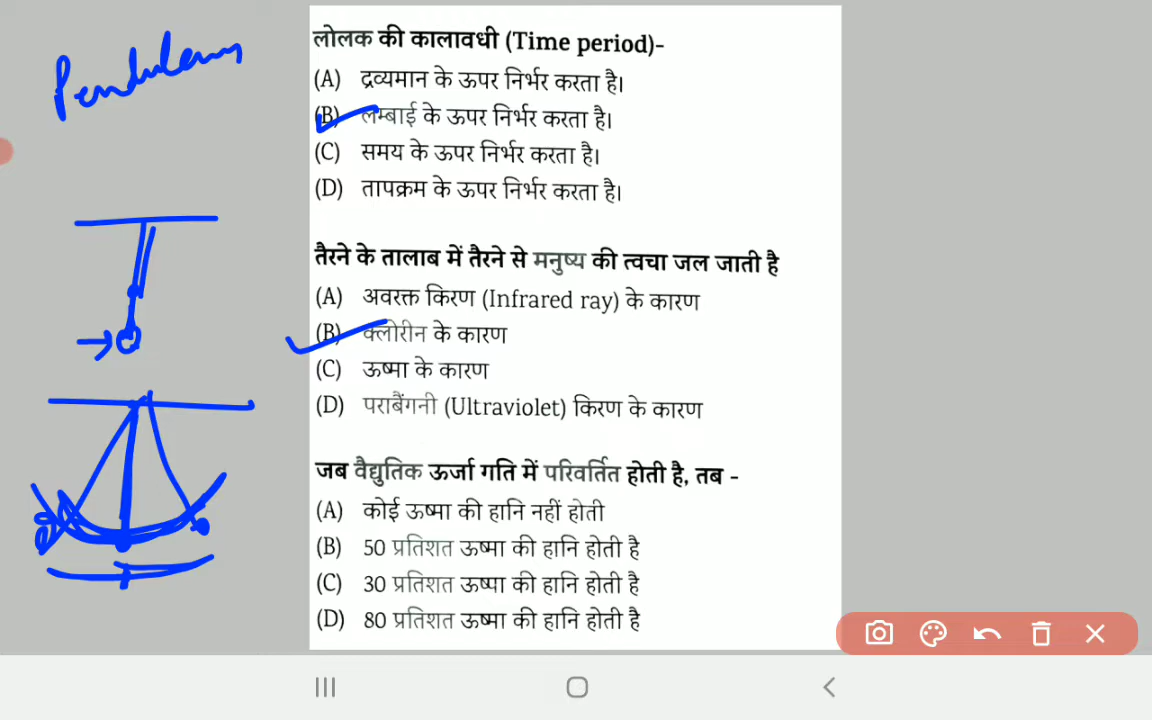 Pendulum
लोलक की कालावधी (Time period)-
(A) द्रव्यमान के ऊपर निर्भर करता है।
(B) लम्बाई के ऊपर निर्भर करता है।
(C) समय के ऊपर निर्भर करता है।
(D) तापक्रम के ऊपर निर्भर करता है।
तैरने के तालाब में तैरने से मनुष्य की त्वचा जल जाती है
(A) अवरक्त किरण (Infrared ray) के कारण
(B) क्लोरीन के कारण
(C) ऊष्मा के कारण
(D) पराबैंगनी (Ultraviolet) किरण के कारण
जब वैद्युतिक ऊर्जा गति में परिवर्तित होती है, तब -
(A) कोई ऊष्मा की हानि नहीं होती
(B) 50 प्रतिशत ऊष्मा की हानि होती है
(C) 30 प्रतिशत ऊष्पा की हानि होती है
(D) 80 प्रतिशत ऊष्मा की हानि होती है